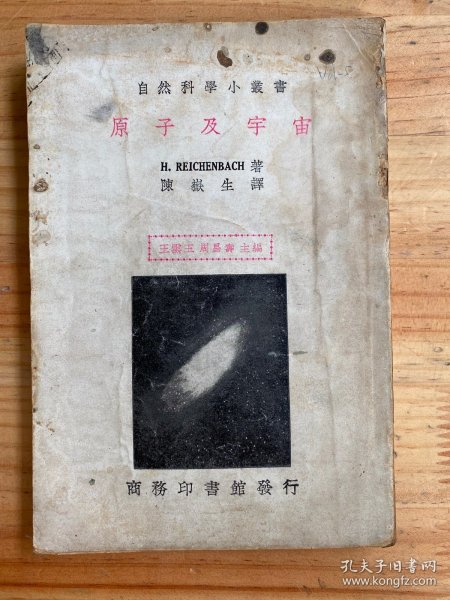 自然科學小叢書
原子及宇宙
H. REICHENBACH 著
陳嶽生譯
王雲五 周昌壽 主編
商務印書館發行
孔夫子旧书网
www.kongfz.com